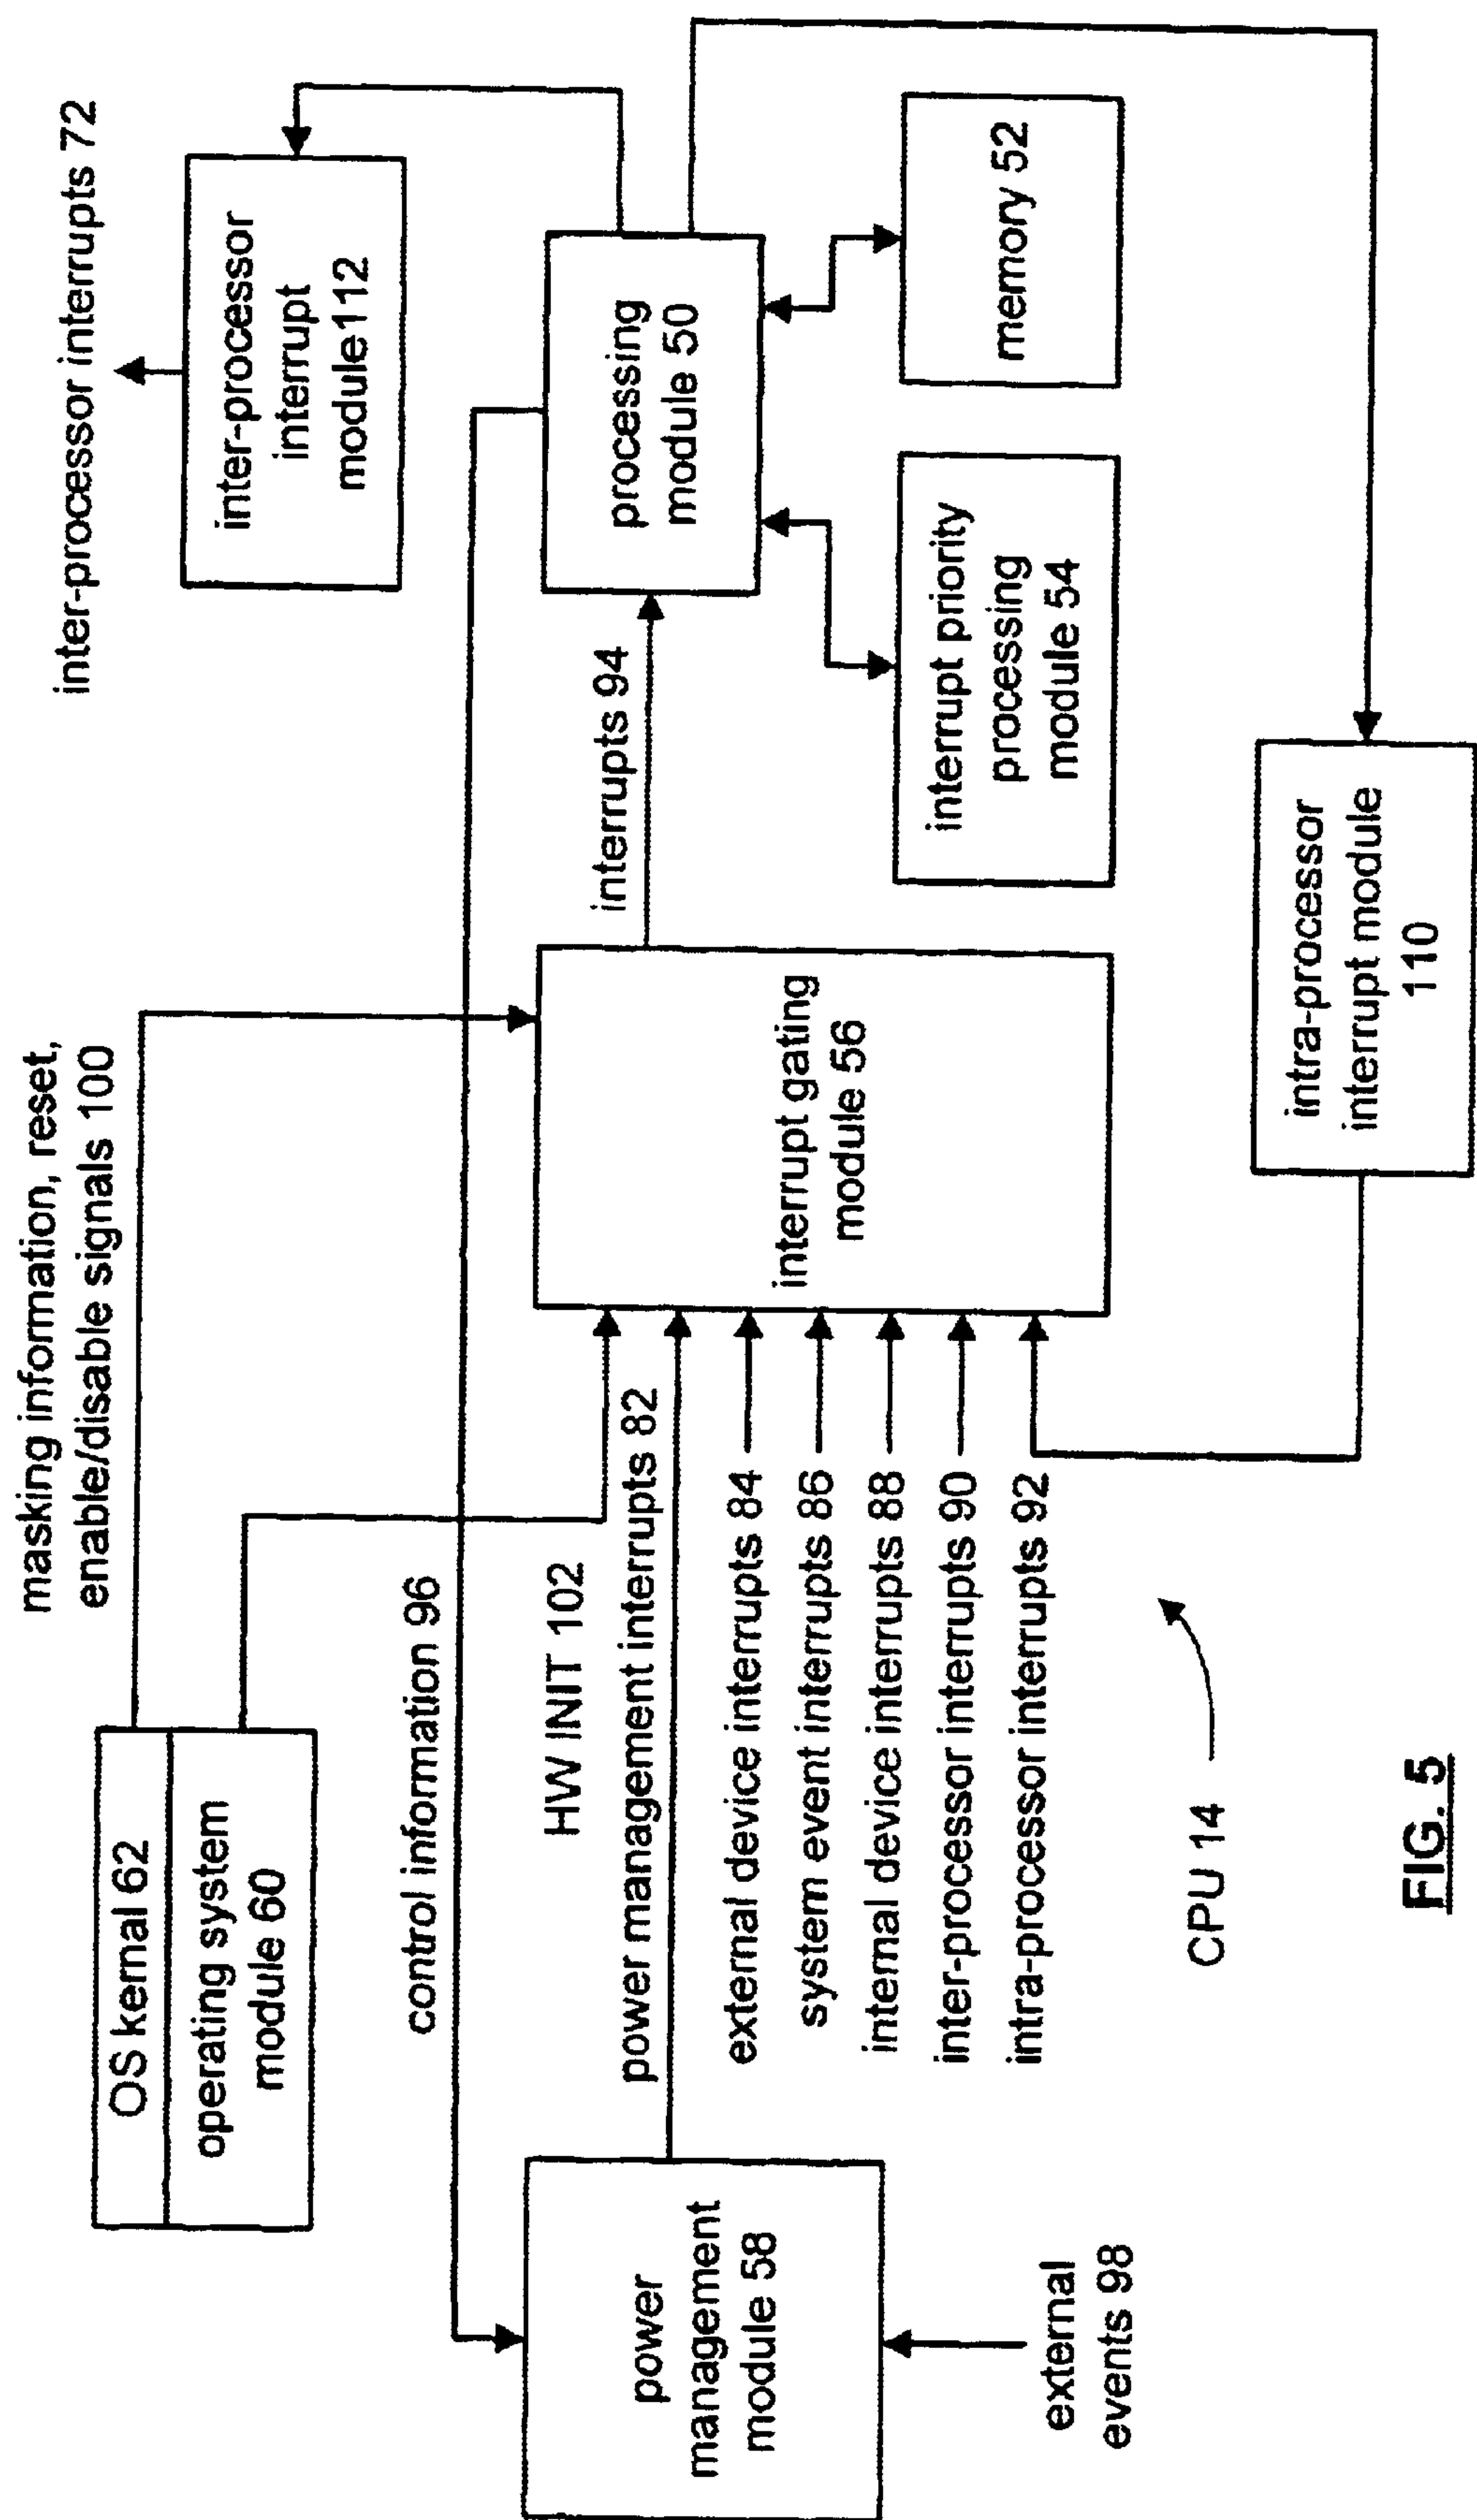 masking information, reset,
enable/disable signals 100
inter-processor interrupts 72
OS kernal 62
operating system
module 60
inter-processor
interrupt
module112
control information 96
HW INIT 102
power management interrupts 82
interrupts 94
processing
module 50
power
management
module 58
external device interrupts 84
system event interrupts 86
internal device interrupts 88
inter-processor interrupts 90
intra-processor interrupts 92
interrupt gating
module 56
interrupt priority
processing
module 54
memory 52
external
events 98
CPU 14
intra-processor
interrupt module
110
FIG. 5